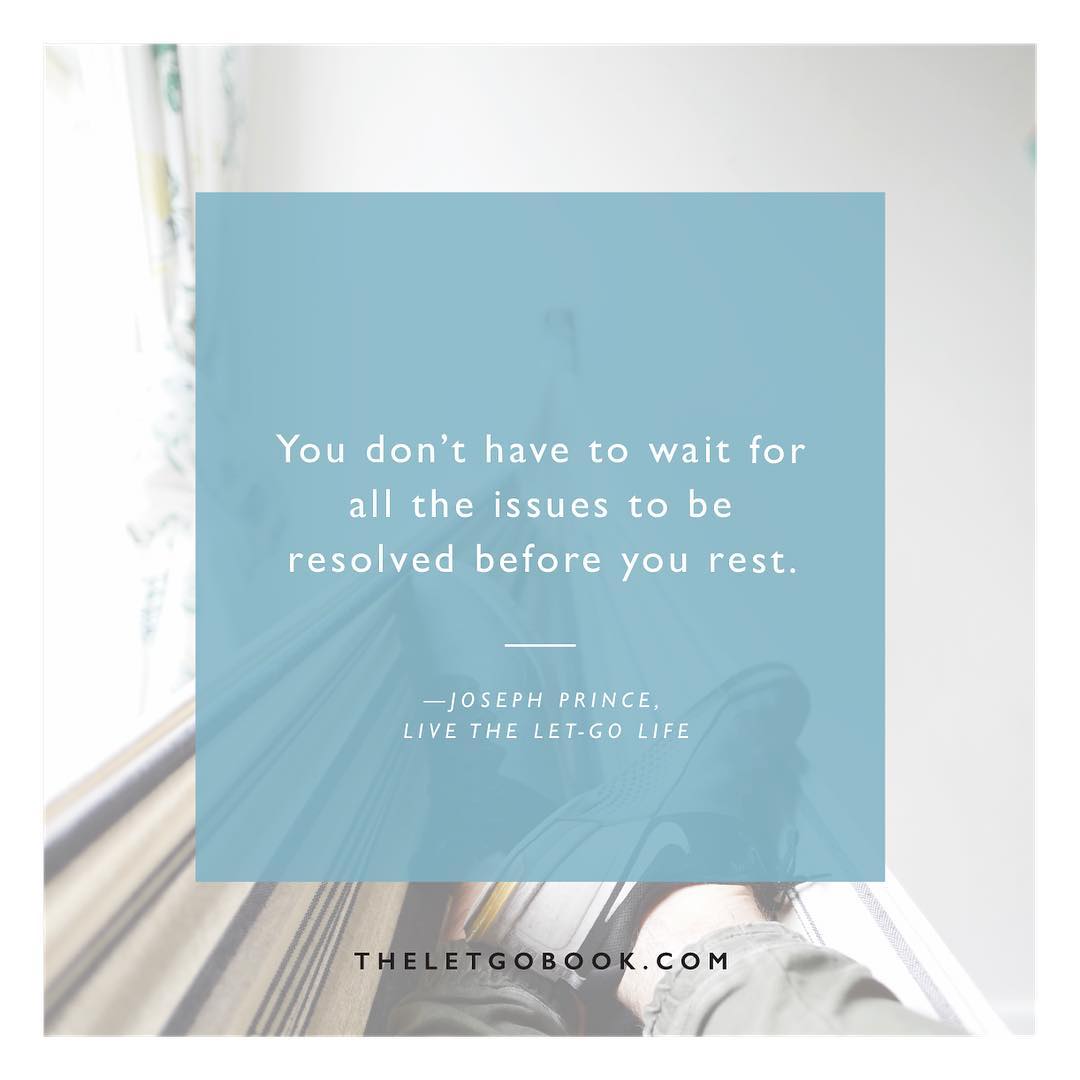 You don’t have to wait for
all the issues to be
resolved before you rest.
—JOSEPH PRINCE,
LIVE THE LET-GO LIFE
THELETGOBOOK.COM